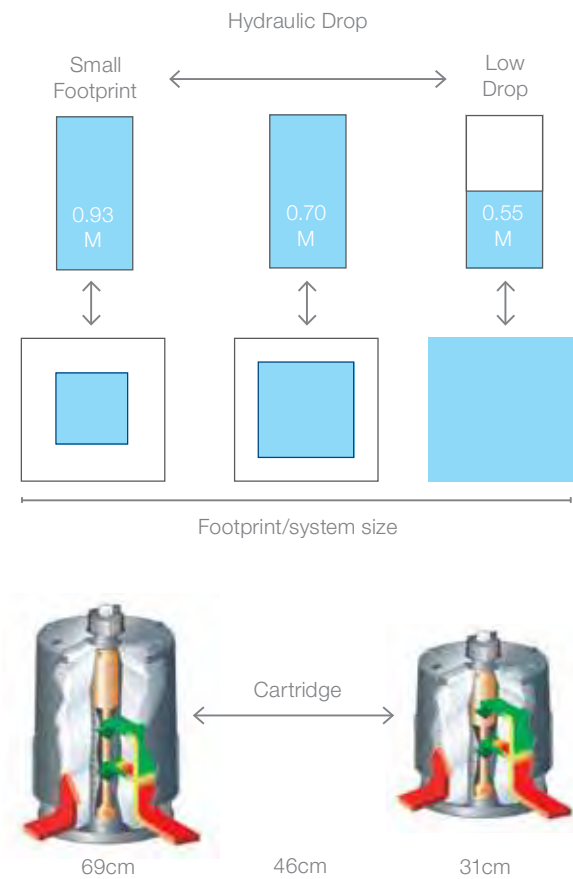 Hydraulic Drop
Small
Footprint
Low
Drop
0.93
M
0.70
M
0.55
M
Footprint/system size
Cartridge
69cm
46cm
31cm